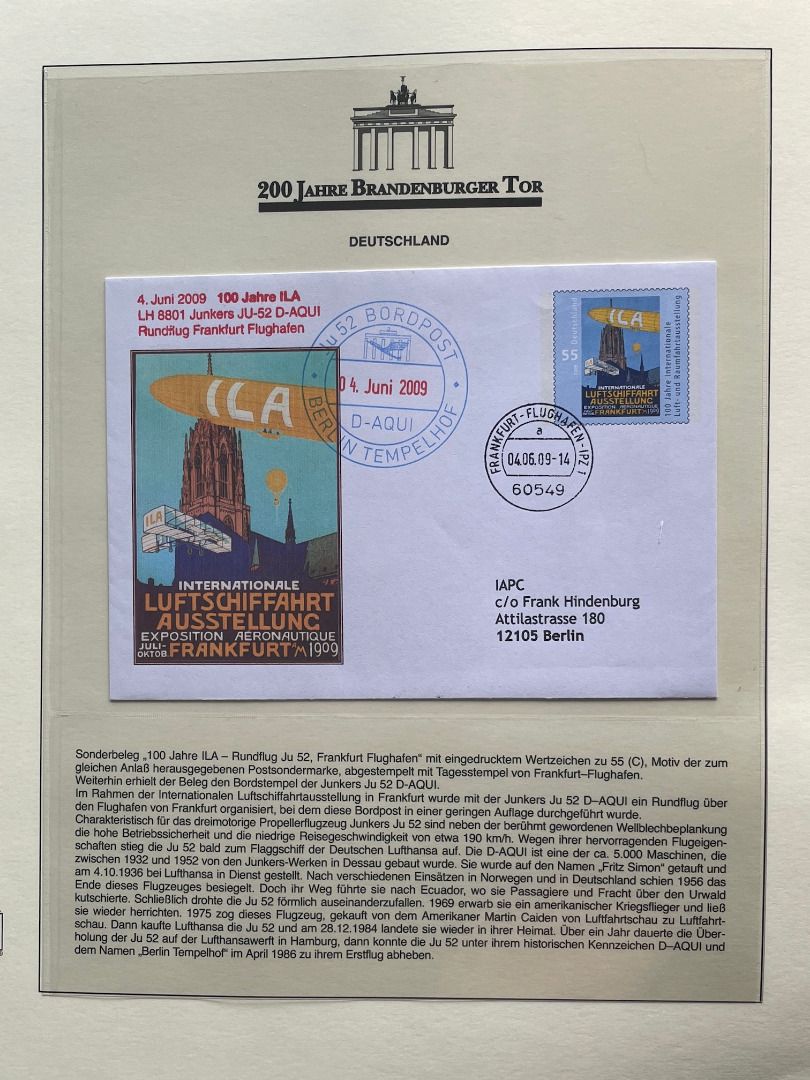 200 JAHRE BRANDENBURGER TOR
DEUTSCHLAND
4. Juni 2009 100 Jahre ILA
LH 8801 Junkers JU-52 D-AQUI
Rundflug Frankfurt Flughafen
Ju 52 BORDPOST
04. Juni 2009
D-AQUI
BERLIN TEMPELHOF
Deutschland
55
ILA
INTERNATIONALE
LUFTSCHIFFAHRT
AUSSTELLUNG
EXPOSITION AERONAUTIQUE
FRANKFURT A/M 1909
100 Jahre Internationale
Luft- und Raumfahrtausstellung
FRANKFURT-FLUGHAFEN-IPZ 1
a
04.06.09-14
60549
ILA
ILA
INTERNATIONALE
LUFTSCHIFFAHRT
AUSSTELLUNG
EXPOSITION AERONAUTIQUE
JULI-
OKTOB. FRANKFURT A/M 1909
IAPC
c/o Frank Hindenburg
Attilastrasse 180
12105 Berlin
Sonderbeleg „100 Jahre ILA – Rundflug Ju 52, Frankfurt Flughafen“ mit eingedrucktem Wertzeichen zu 55 (C), Motiv der zum
gleichen Anlaß herausgegebenen Postsondermarke, abgestempelt mit Tagesstempel von Frankfurt–Flughafen.
Weiterhin erhielt der Beleg den Bordstempel der Junkers Ju 52 D-AQUI.
Im Rahmen der Internationalen Luftschiffahrtausstellung in Frankfurt wurde mit der Junkers Ju 52 D–AQUI ein Rundflug über
den Flughafen von Frankfurt organisiert, bei dem diese Bordpost in einer geringen Auflage durchgeführt wurde.
Charakteristisch für das dreimotorige Propellerflugzeug Junkers Ju 52 sind neben der berühmt gewordenen Wellblechbeplankung
die hohe Betriebssicherheit und die niedrige Reisegeschwindigkeit von etwa 190 km/h. Wegen ihrer hervorragenden Flugeigen-
schaften stieg die Ju 52 bald zum Flaggschiff der Deutschen Lufthansa auf. Die D-AQUI ist eine der ca. 5.000 Maschinen, die
zwischen 1932 und 1952 von den Junkers-Werken in Dessau gebaut wurde. Sie wurde auf den Namen „Fritz Simon“ getauft und
am 4.10.1936 bei Lufthansa in Dienst gestellt. Nach verschiedenen Einsätzen in Norwegen und in Deutschland schien 1956 das
Ende dieses Flugzeuges besiegelt. Doch ihr Weg führte sie nach Ecuador, wo sie Passagiere und Fracht über den Urwald
kutschierte. Schließlich drohte die Ju 52 förmlich auseinanderzufallen. 1969 erwarb sie ein amerikanischer Kriegsflieger und ließ
sie wieder herrichten. 1975 zog dieses Flugzeug, gekauft von dem Amerikaner Martin Caiden von Luftfahrtschau zu Luftfahrt-
schau. Dann kaufte Lufthansa die Ju 52 und am 28.12.1984 landete sie wieder in ihrer Heimat. Über ein Jahr dauerte die Über-
holung der Ju 52 auf der Lufthansawerft in Hamburg, dann konnte die Ju 52 unter ihrem historischen Kennzeichen D–AQUI und
dem Namen „Berlin Tempelhof“ im April 1986 zu ihrem Erstflug abheben.